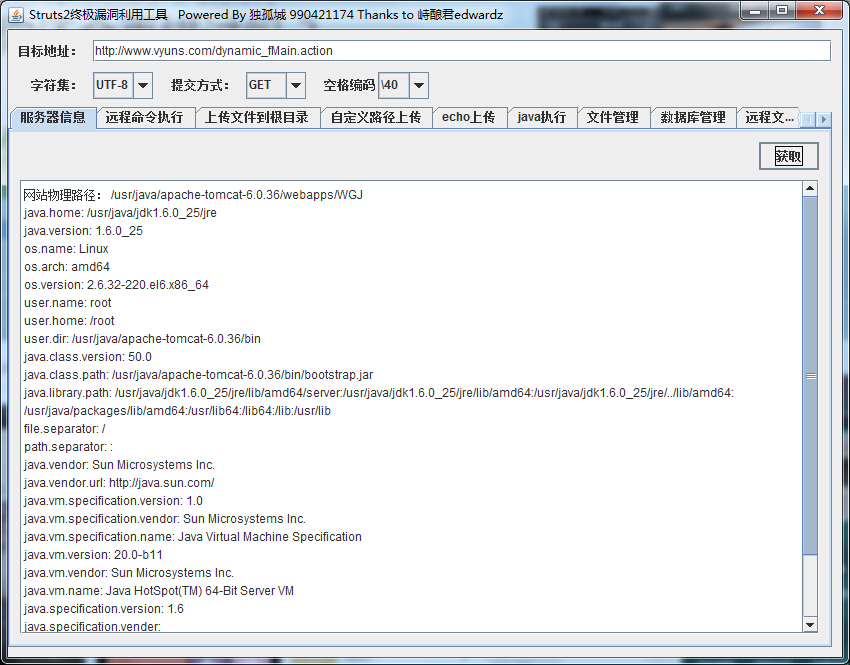 Struts2终极漏洞利用工具 Powered By 独孤城 990421174 Thanks to 峙酿君edwardz
目标地址： http://www.vyuns.com/dynamic_fMain.action
字符集： UTF-8 提交方式： GET 空格编码 \40
服务器信息 远程命令执行 上传文件到根目录 自定义路径上传 echo上传 java执行 文件管理 数据库管理 远程文...
获取
网站物理路径： /usr/java/apache-tomcat-6.0.36/webapps/WGJ
java.home: /usr/java/jdk1.6.0_25/jre
java.version: 1.6.0_25
os.name: Linux
os.arch: amd64
os.version: 2.6.32-220.el6.x86_64
user.name: root
user.home: /root
user.dir: /usr/java/apache-tomcat-6.0.36/bin
java.class.version: 50.0
java.class.path: /usr/java/apache-tomcat-6.0.36/bin/bootstrap.jar
java.library.path: /usr/java/jdk1.6.0_25/jre/lib/amd64/server:/usr/java/jdk1.6.0_25/jre/lib/amd64:/usr/java/jdk1.6.0_25/jre/../lib/amd64:
/usr/java/packages/lib/amd64:/usr/lib64:/lib64:/lib:/usr/lib
file.separator: /
path.separator: :
java.vendor: Sun Microsystems Inc.
java.vendor.url: http://java.sun.com/
java.vm.specification.version: 1.0
java.vm.specification.vendor: Sun Microsystems Inc.
java.vm.specification.name: Java Virtual Machine Specification
java.vm.version: 20.0-b11
java.vm.vendor: Sun Microsystems Inc.
java.vm.name: Java HotSpot(TM) 64-Bit Server VM
java.specification.version: 1.6
java.specification.vender: